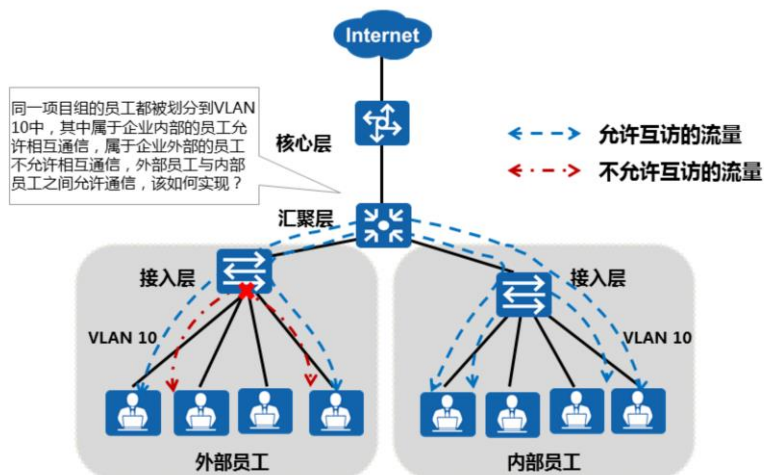 Internet
同一项目组的员工都被划分到VLAN
10中，其中属于企业内部的员工允
许相互通信，属于企业外部的员工
不允许相互通信，外部员工与内部
员工之间允许通信，该如何实现？
核心层
允许互访的流量
不允许互访的流量
汇聚层
接入层
接入层
VLAN 10
VLAN 10
外部员工
内部员工